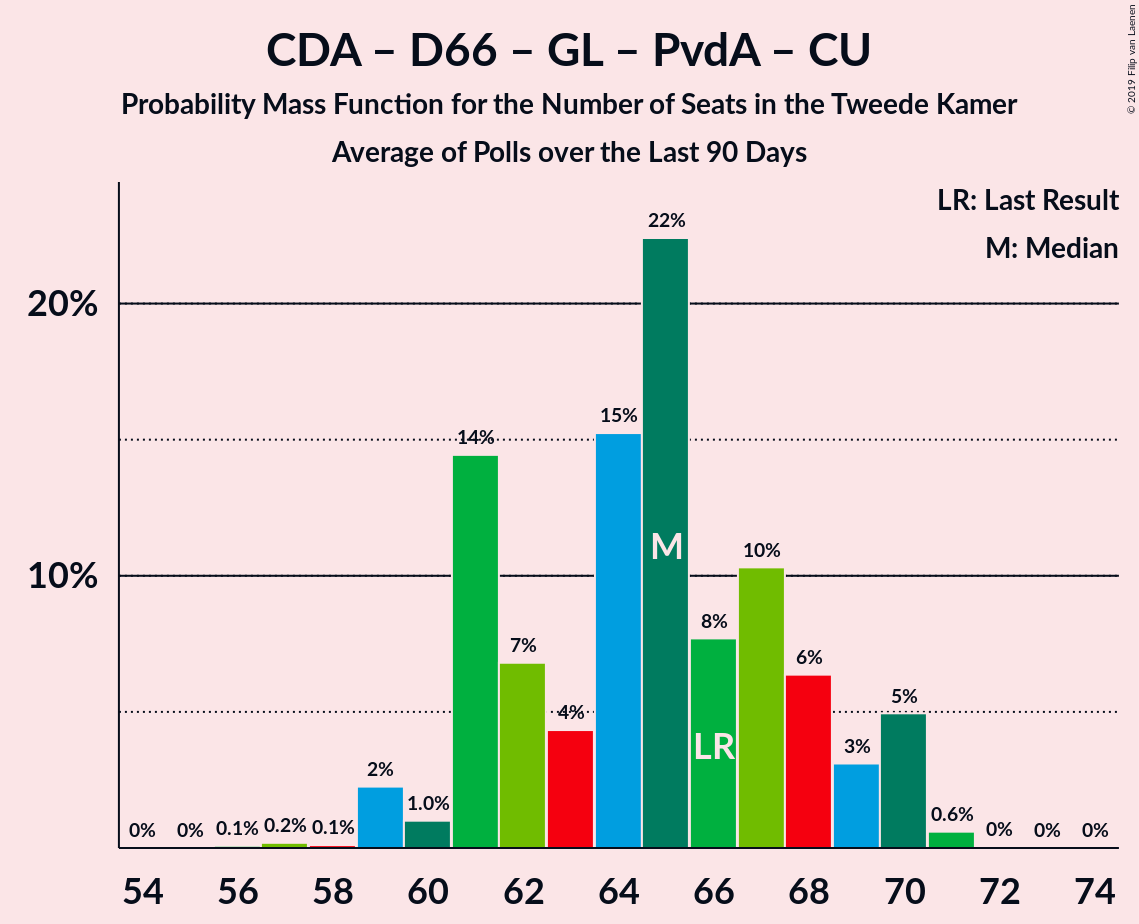 CDA – D66 – GL – PvdA – CU
Probability Mass Function for the Number of Seats in the Tweede Kamer
Average of Polls over the Last 90 Days
© 2019 Filip van Laenen
LR: Last Result
M: Median
20%
10%
0% 0% 0.1% 0.2% 0.1% 2% 1.0% 14% 7% 4% 15% 22% 8% 10% 6% 3% 5% 0.6% 0% 0% 0%
M
LR
54 56 58 60 62 64 66 68 70 72 74